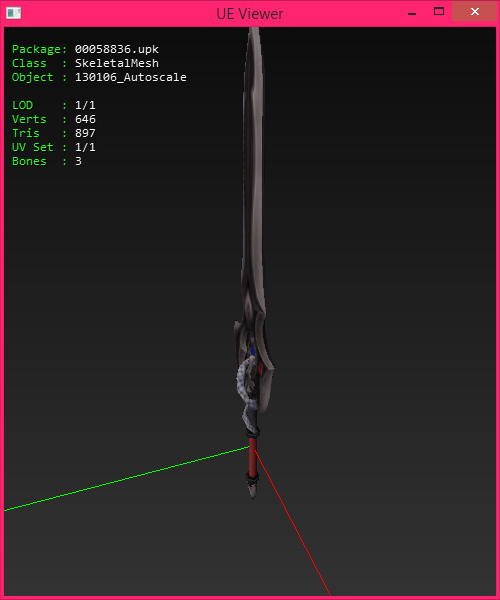 UE Viewer
Package: 00058836.upk
Class : SkeletalMesh
Object : 130106_Autoscale
LOD : 1/1
Verts : 646
Tris : 897
UV Set : 1/1
Bones : 3